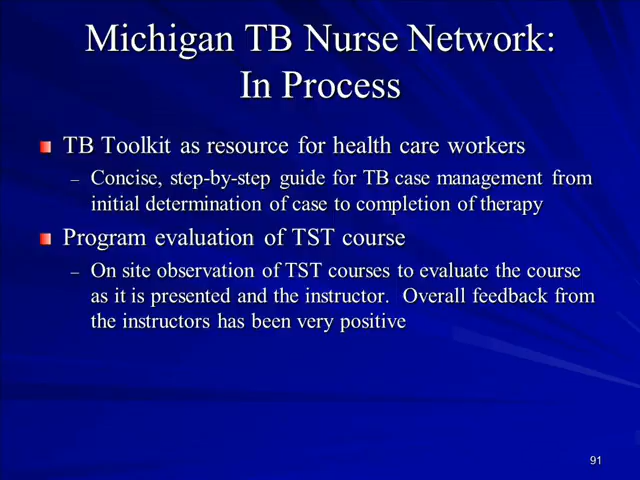 Michigan TB Nurse Network:
In Process
TB Toolkit as resource for health care workers
– Concise, step-by-step guide for TB case management from
initial determination of case to completion of therapy
Program evaluation of TST course
– On site observation of TST courses to evaluate the course
as it is presented and the instructor.  Overall feedback from
the instructors has been very positive
91